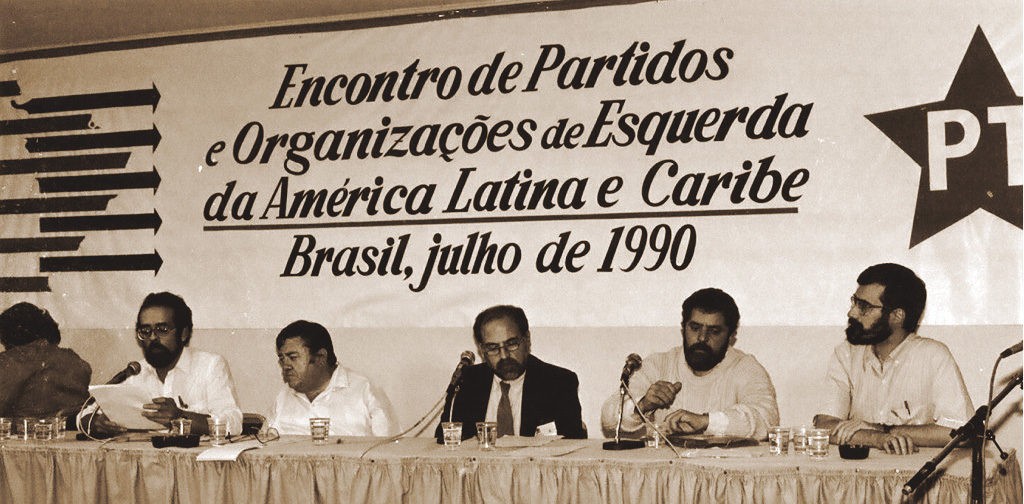 Encontro de Partidos
e Organizações de Esquerda
da América Latina e Caribe
Brasil, julho de 1990
PT